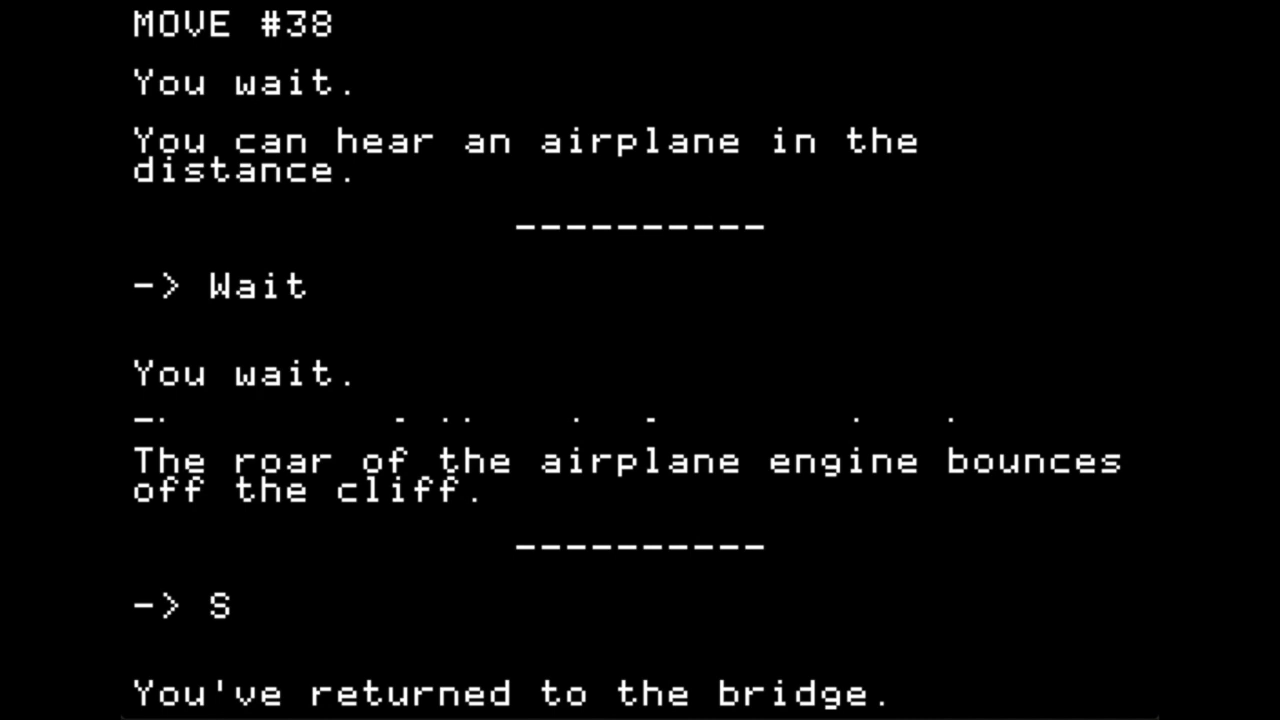 MOVE #38
You wait.
You can hear an airplane in the
distance.
----------
-> Wait
You wait.
The roar of the airplane engine bounces
off the cliff.
----------
-> S
You've returned to the bridge.